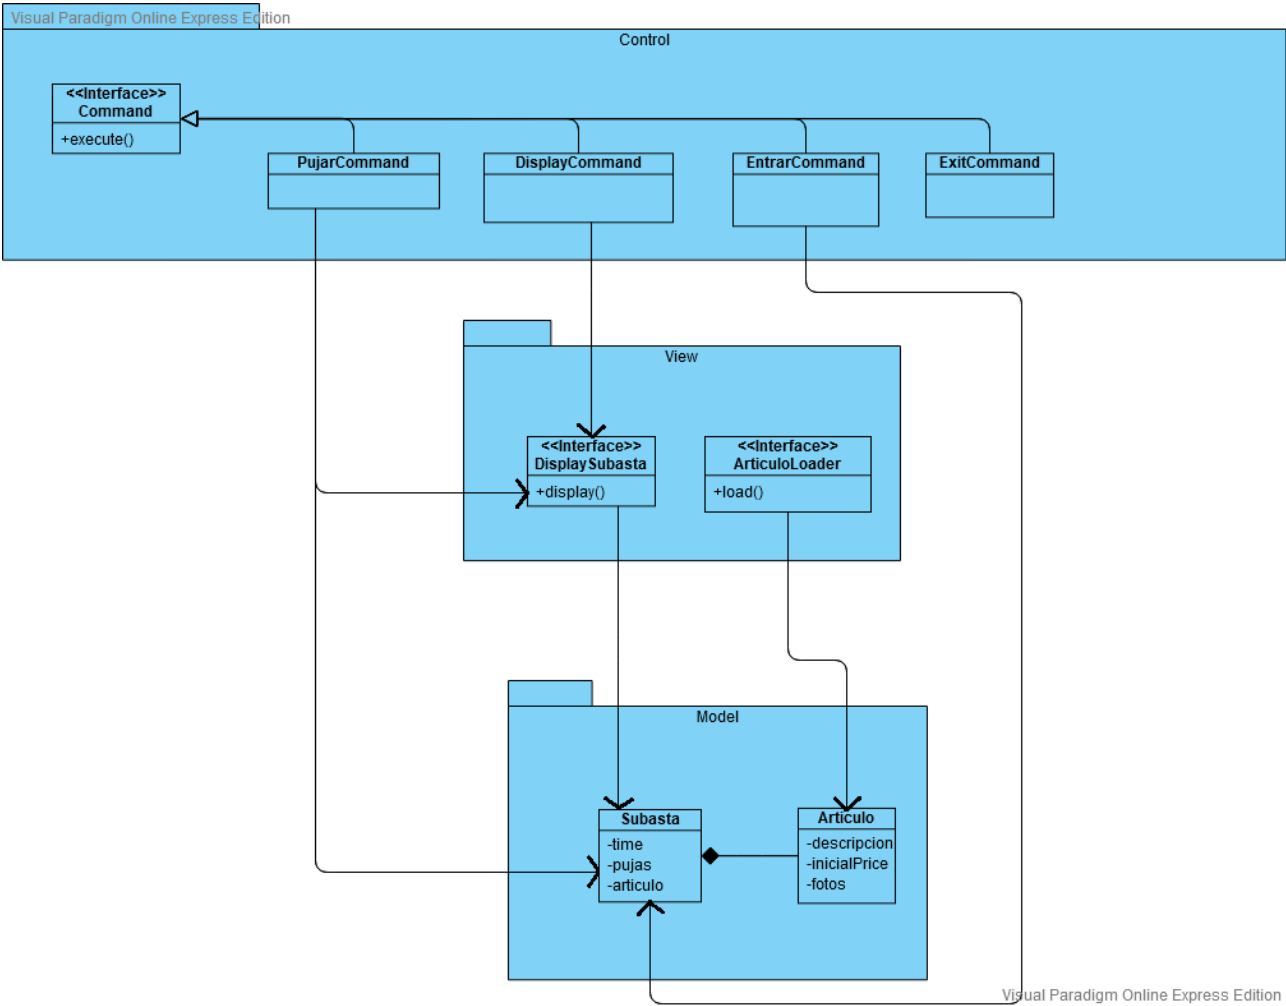 Visual Paradigm Online Express Edition
Control
<<Interface>>
Command
+execute()
PujarCommand
DisplayCommand
EntrarCommand
ExitCommand
View
<<Interface>>
DisplaySubasta
+display()
<<Interface>>
ArticuloLoader
+load()
Model
Subasta
-time
-pujas
-articulo
Articulo
-descripcion
-inicialPrice
-fotos
Visual Paradigm Online Express Edition